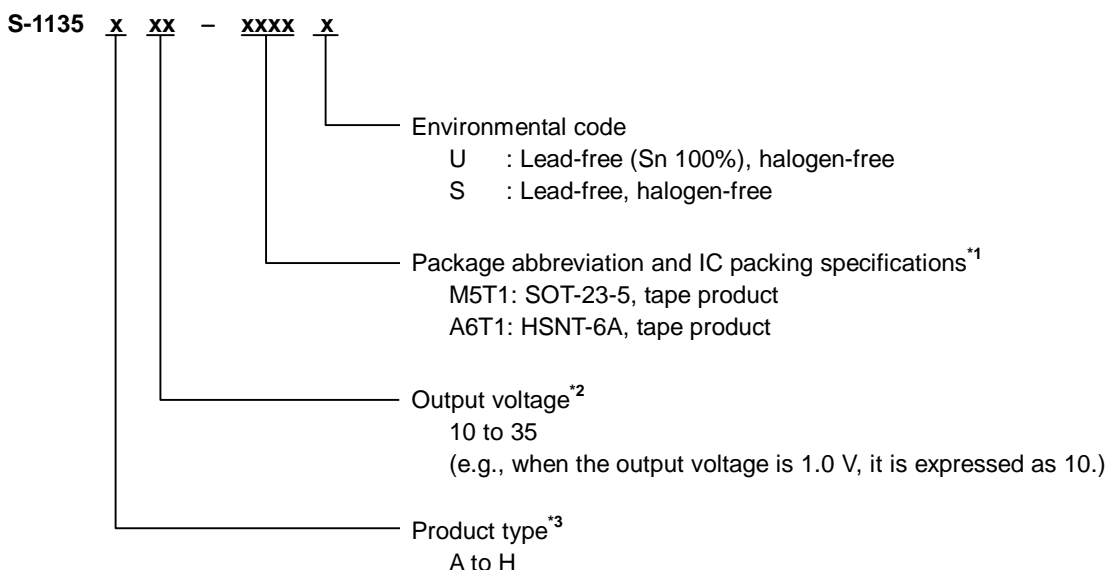 S-1135 x xx – xxxx x
Environmental code
U : Lead-free (Sn 100%), halogen-free
S : Lead-free, halogen-free
Package abbreviation and IC packing specifications*1
M5T1: SOT-23-5, tape product
A6T1: HSNT-6A, tape product
Output voltage*2
10 to 35
(e.g., when the output voltage is 1.0 V, it is expressed as 10.)
Product type*3
A to H